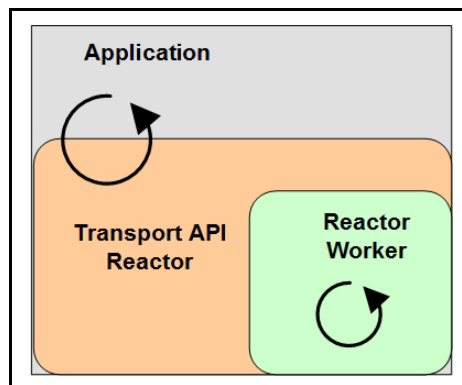 Application
Transport API
Reactor
Reactor
Worker